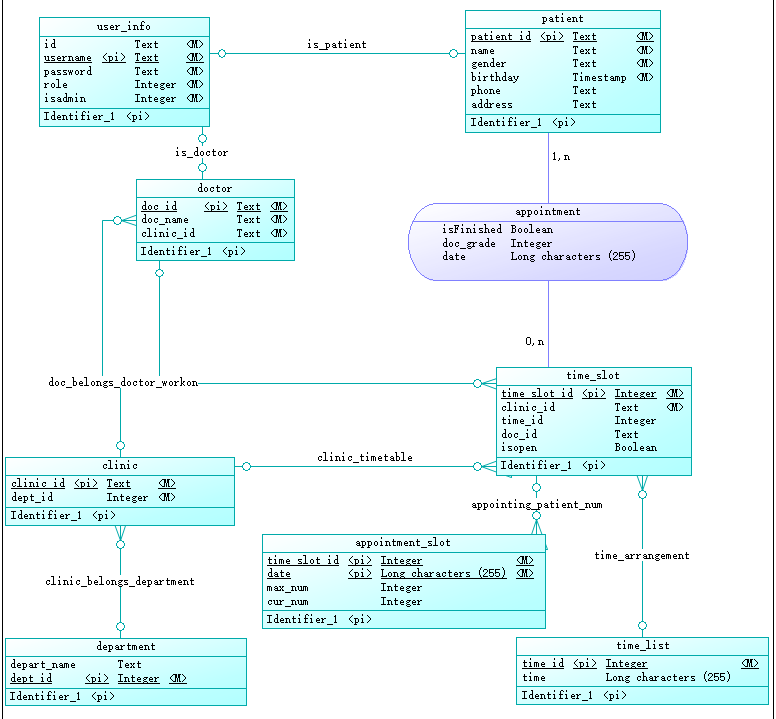 user_info
id Text <M>
username <pi> Text <M>
password Text <M>
role Integer <M>
isadmin Integer <M>
Identifier_1 <pi>
is_patient
patient
patient_id <pi> Text <M>
name Text <M>
gender Text <M>
birthday Timestamp <M>
phone Text
address Text
Identifier_1 <pi>
is_doctor
1,n
doctor
doc_id <pi> Text <M>
doc_name Text <M>
clinic_id Text <M>
Identifier_1 <pi>
appointment
isFinished Boolean
doc_grade Integer
date Long characters (255)
0,n
doc_belongs_doctor_workon
time_slot
time_slot_id <pi> Integer <M>
clinic_id Text <M>
time_id Integer
doc_id Text
isopen Boolean
Identifier_1 <pi>
clinic_timetable
clinic
clinic_id <pi> Text <M>
dept_id Integer <M>
Identifier_1 <pi>
appointing_patient_num
appointment_slot
time_slot_id <pi> Integer <M>
date <pi> Long characters (255) <M>
max_num Integer
cur_num Integer
Identifier_1 <pi>
time_arrangement
clinic_belongs_department
department
depart_name Text
dept_id <pi> Integer <M>
Identifier_1 <pi>
time_list
time_id <pi> Integer <M>
time Long characters (255)
Identifier_1 <pi>